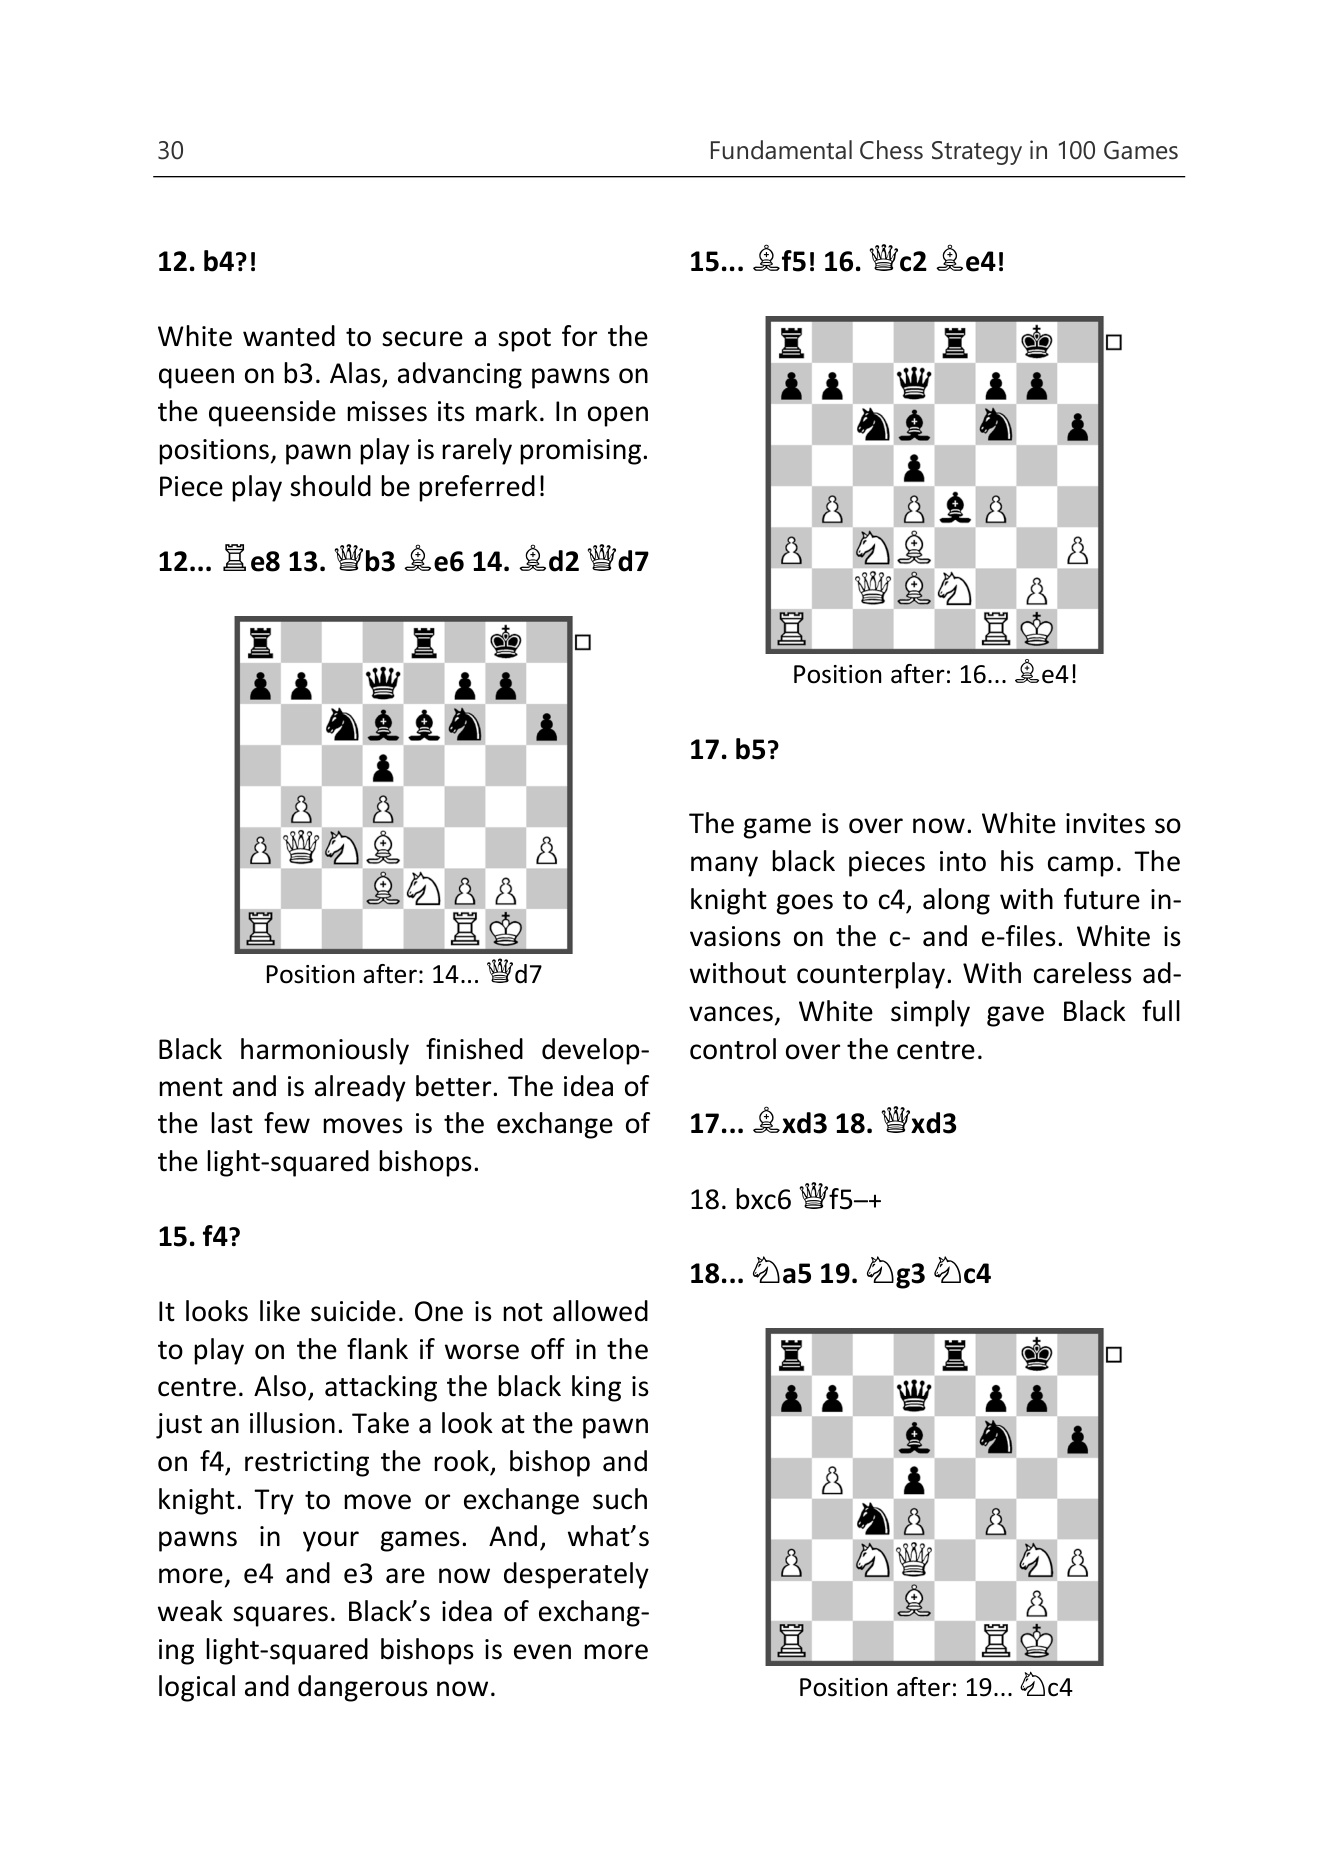 30
Fundamental Chess Strategy in 100 Games
12. b4?!
White wanted to secure a spot for the
queen on b3. Alas, advancing pawns on
the queenside misses its mark. In open
positions, pawn play is rarely promising.
Piece play should be preferred!
12... ♖e8 13. ♕b3 ♗e6 14. ♗d2 ♕d7
Position after: 14... ♕d7
Black harmoniously finished develop-
ment and is already better. The idea of
the last few moves is the exchange of
the light-squared bishops.
15. f4?
It looks like suicide. One is not allowed
to play on the flank if worse off in the
centre. Also, attacking the black king is
just an illusion. Take a look at the pawn
on f4, restricting the rook, bishop and
knight. Try to move or exchange such
pawns in your games. And, what’s
more, e4 and e3 are now desperately
weak squares. Black’s idea of exchang-
ing light-squared bishops is even more
logical and dangerous now.
15... ♗f5! 16. ♕c2 ♗e4!
Position after: 16... ♗e4!
17. b5?
The game is over now. White invites so
many black pieces into his camp. The
knight goes to c4, along with future in-
vasions on the c- and e-files. White is
without counterplay. With careless ad-
vances, White simply gave Black full
control over the centre.
17... ♗xd3 18. ♕xd3
18. bxc6 ♕f5–+
18... ♘a5 19. ♘g3 ♘c4
Position after: 19... ♘c4